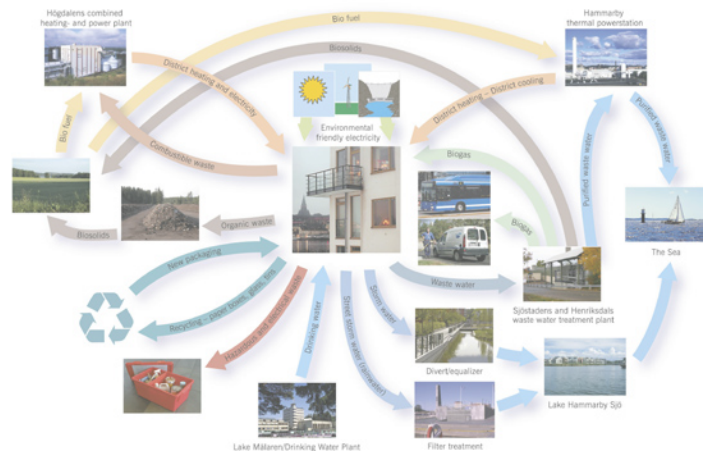 Högdalens combined
heating- and power plant
Bio fuel
Hammarby
thermal powerstation
Biosolids
District heating and electricity
District heating – District cooling
Bio fuel
Environmental
friendly electricity
Combustible waste
Purified waste water
Purified waste water
Biogas
Biogas
The Sea
Organic waste
Biosolids
New packaging
Waste water
Sjöstadens and Henriksdals
waste water treatment plant
Recycling – paper boxes, glass, tins
Hazardous and electrical waste
Drinking water
Storm water
Street storm water (rainwater)
Divert/equalizer
Lake Hammarby Sjö
Lake Mälaren/Drinking Water Plant
Filter treatment